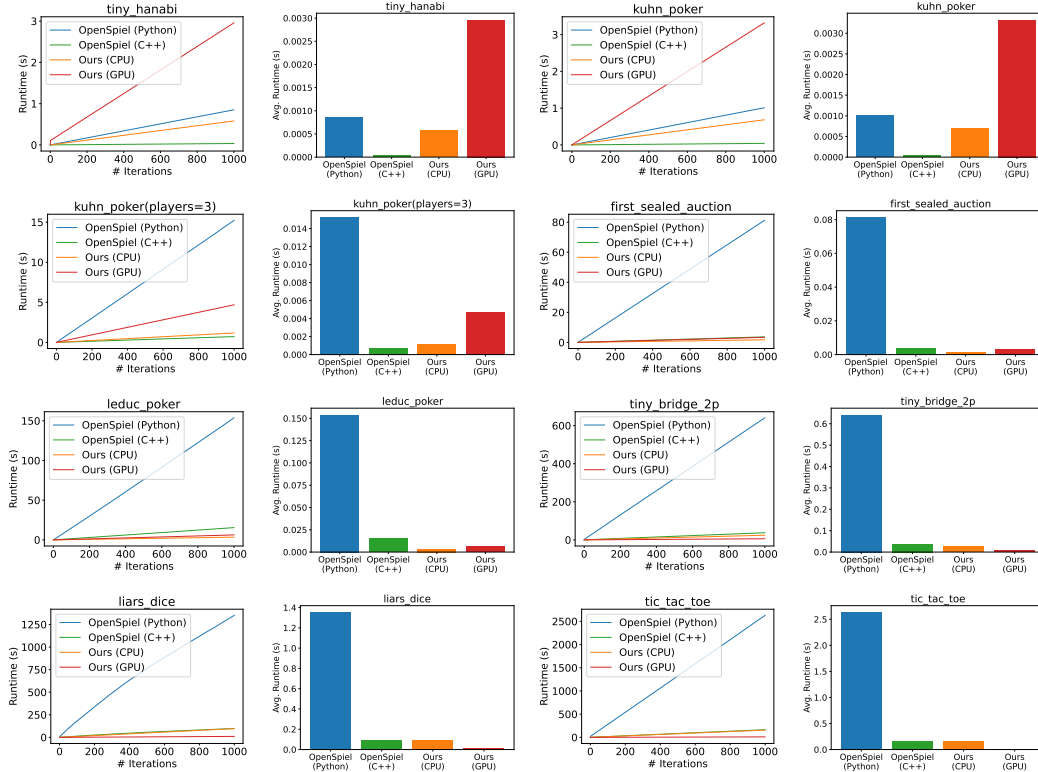 tiny_hanabi
3
2
1
0
Runtime (s)
OpenSpiel (Python)
OpenSpiel (C++)
Ours (CPU)
Ours (GPU)
0 200 400 600 800 1000
# Iterations
tiny_hanabi
0.0030
0.0025
0.0020
0.0015
0.0010
0.0005
0.0000
Avg. Runtime (s)
OpenSpiel OpenSpiel Ours Ours
(Python) (C++) (CPU) (GPU)
kuhn_poker
3
2
1
0
Runtime (s)
OpenSpiel (Python)
OpenSpiel (C++)
Ours (CPU)
Ours (GPU)
0 200 400 600 800 1000
# Iterations
kuhn_poker
0.0030
0.0025
0.0020
0.0015
0.0010
0.0005
0.0000
Avg. Runtime (s)
OpenSpiel OpenSpiel Ours Ours
(Python) (C++) (CPU) (GPU)
kuhn_poker(players=3)
15
10
5
0
Runtime (s)
OpenSpiel (Python)
OpenSpiel (C++)
Ours (CPU)
Ours (GPU)
0 200 400 600 800 1000
# Iterations
kuhn_poker(players=3)
0.014
0.012
0.010
0.008
0.006
0.004
0.002
0.000
Avg. Runtime (s)
OpenSpiel OpenSpiel Ours Ours
(Python) (C++) (CPU) (GPU)
first_sealed_auction
80
60
40
20
0
Runtime (s)
OpenSpiel (Python)
OpenSpiel (C++)
Ours (CPU)
Ours (GPU)
0 200 400 600 800 1000
# Iterations
first_sealed_auction
0.08
0.06
0.04
0.02
0.00
Avg. Runtime (s)
OpenSpiel OpenSpiel Ours Ours
(Python) (C++) (CPU) (GPU)
leduc_poker
150
100
50
0
Runtime (s)
OpenSpiel (Python)
OpenSpiel (C++)
Ours (CPU)
Ours (GPU)
0 200 400 600 800 1000
# Iterations
leduc_poker
0.150
0.125
0.100
0.075
0.050
0.025
0.000
Avg. Runtime (s)
OpenSpiel OpenSpiel Ours Ours
(Python) (C++) (CPU) (GPU)
tiny_bridge_2p
600
400
200
0
Runtime (s)
OpenSpiel (Python)
OpenSpiel (C++)
Ours (CPU)
Ours (GPU)
0 200 400 600 800 1000
# Iterations
tiny_bridge_2p
0.6
0.5
0.4
0.3
0.2
0.1
0.0
Avg. Runtime (s)
OpenSpiel OpenSpiel Ours Ours
(Python) (C++) (CPU) (GPU)
liars_dice
1250
1000
750
500
250
0
Runtime (s)
OpenSpiel (Python)
OpenSpiel (C++)
Ours (CPU)
Ours (GPU)
0 200 400 600 800 1000
# Iterations
liars_dice
1.4
1.2
1.0
0.8
0.6
0.4
0.2
0.0
Avg. Runtime (s)
OpenSpiel OpenSpiel Ours Ours
(Python) (C++) (CPU) (GPU)
tic_tac_toe
2500
2000
1500
1000
500
0
Runtime (s)
OpenSpiel (Python)
OpenSpiel (C++)
Ours (CPU)
Ours (GPU)
0 200 400 600 800 1000
# Iterations
tic_tac_toe
2.5
2.0
1.5
1.0
0.5
0.0
Avg. Runtime (s)
OpenSpiel OpenSpiel Ours Ours
(Python) (C++) (CPU) (GPU)